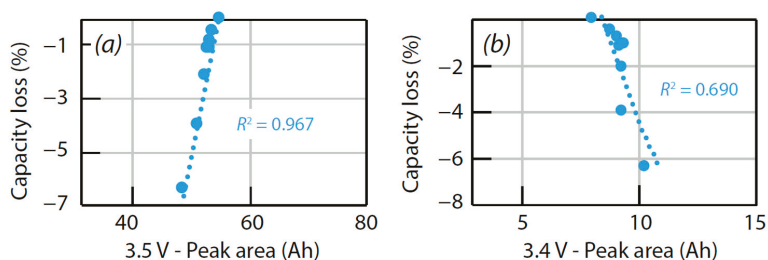 (a)
Capacity loss (%)
−1
−3
−5
−7
R² = 0.967
40
60
80
3.5 V - Peak area (Ah)
(b)
Capacity loss (%)
−2
−4
−6
−8
R² = 0.690
5
10
15
3.4 V - Peak area (Ah)